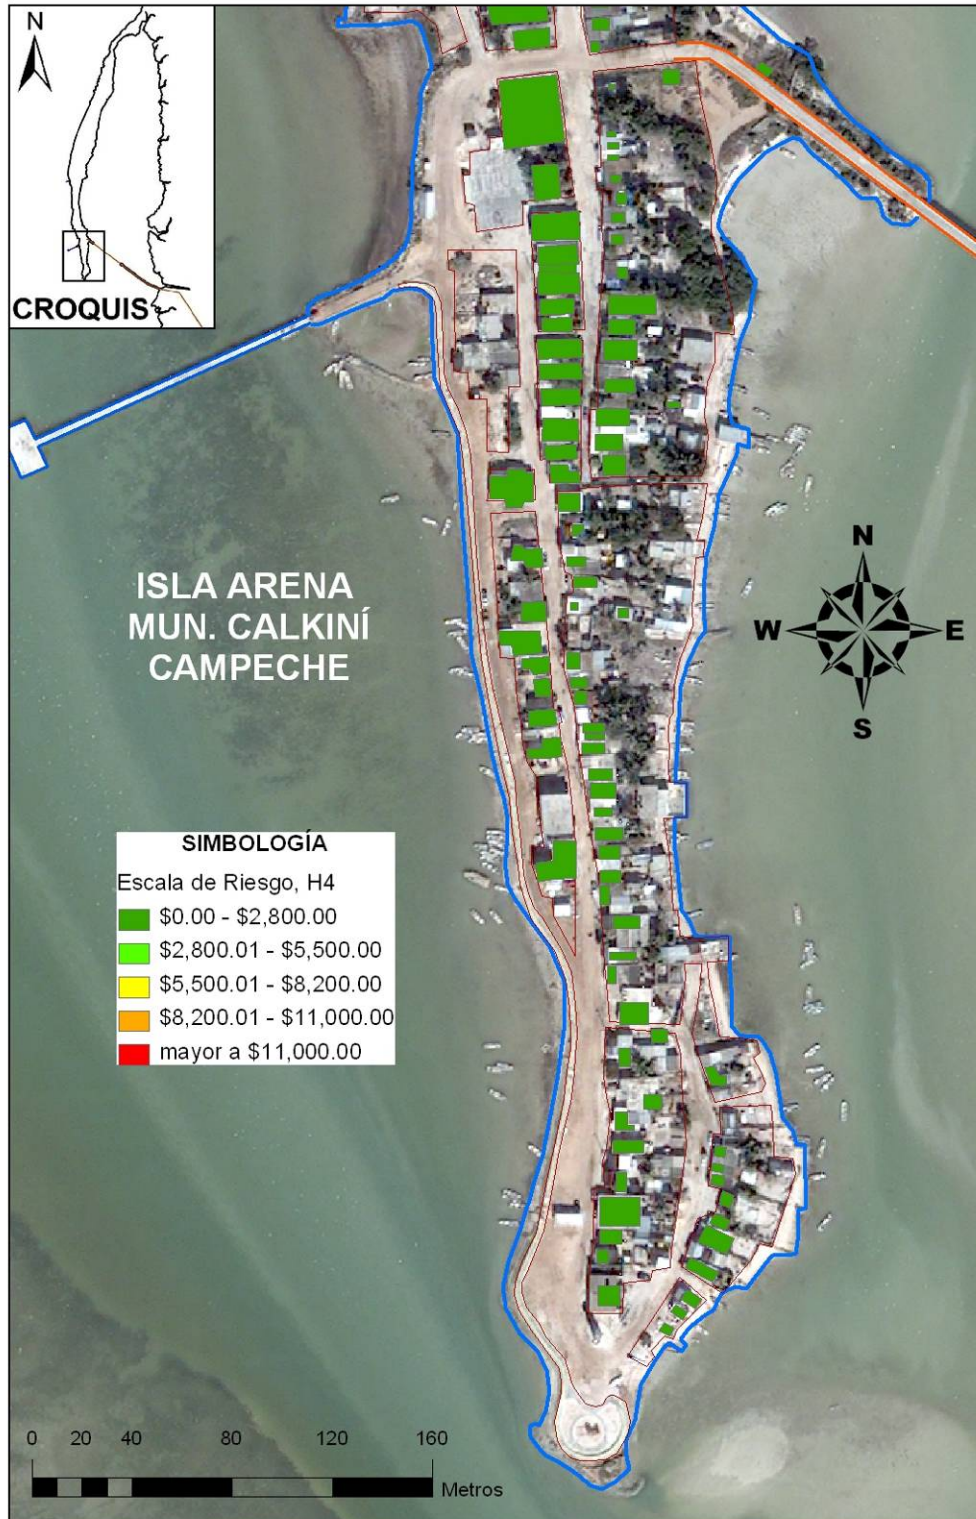 N
CROQUIS
ISLA ARENA
MUN. CALKINÍ
CAMPECHE
N
W E
S
SIMBOLOGÍA
Escala de Riesgo, H4
$0.00 - $2,800.00
$2,800.01 - $5,500.00
$5,500.01 - $8,200.00
$8,200.01 - $11,000.00
mayor a $11,000.00
0 20 40 80 120 160
Metros